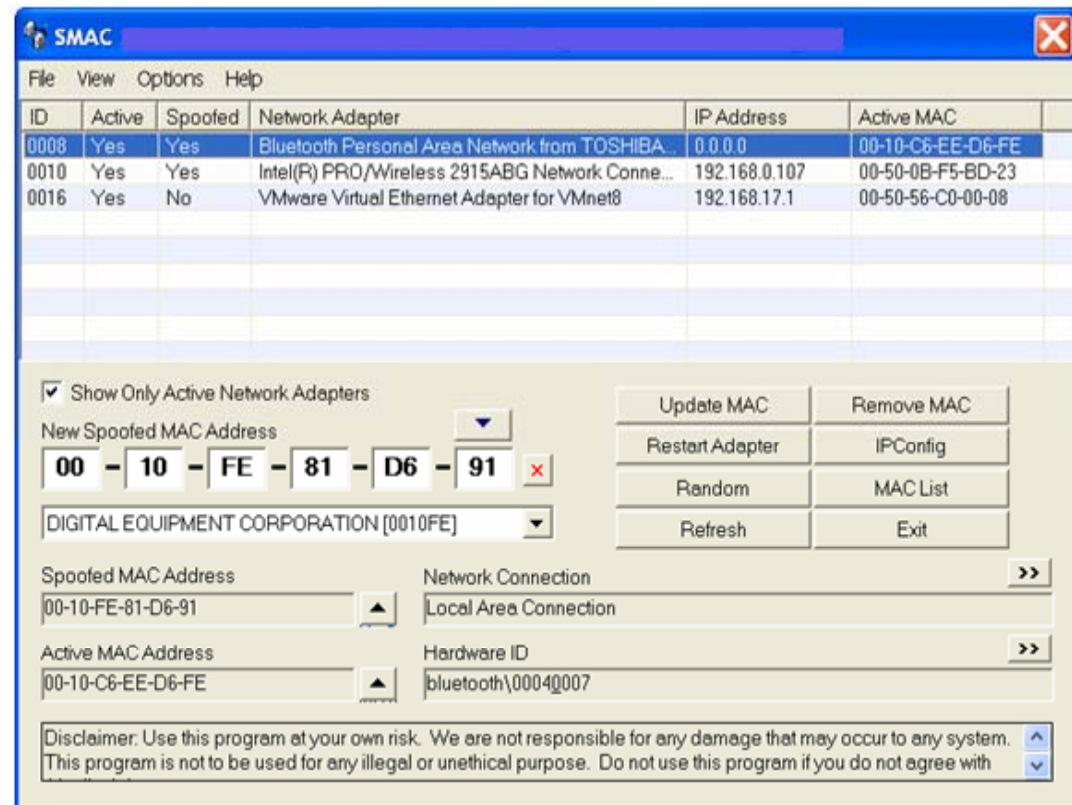 SMAC
File View Options Help
ID Active Spoofed Network Adapter IP Address Active MAC
0008 Yes Yes Bluetooth Personal Area Network from TOSHIBA... 0.0.0.0 00-10-C6-EE-D6-FE
0010 Yes Yes Intel(R) PRO/Wireless 2915ABG Network Conne... 192.168.0.107 00-50-0B-F5-BD-23
0016 Yes No VMware Virtual Ethernet Adapter for VMnet8 192.168.17.1 00-50-56-C0-00-08
Show Only Active Network Adapters
New Spoofed MAC Address
00 - 10 - FE - 81 - D6 - 91
DIGITAL EQUIPMENT CORPORATION [0010FE]
Update MAC Remove MAC
Restart Adapter IPConfig
Random MAC List
Refresh Exit
Spoofed MAC Address
00-10-FE-81-D6-91
Network Connection >>
Local Area Connection
Active MAC Address
00-10-C6-EE-D6-FE
Hardware ID >>
bluetooth\00040007
Disclaimer: Use this program at your own risk. We are not responsible for any damage that may occur to any system.
This program is not to be used for any illegal or unethical purpose. Do not use this program if you do not agree with